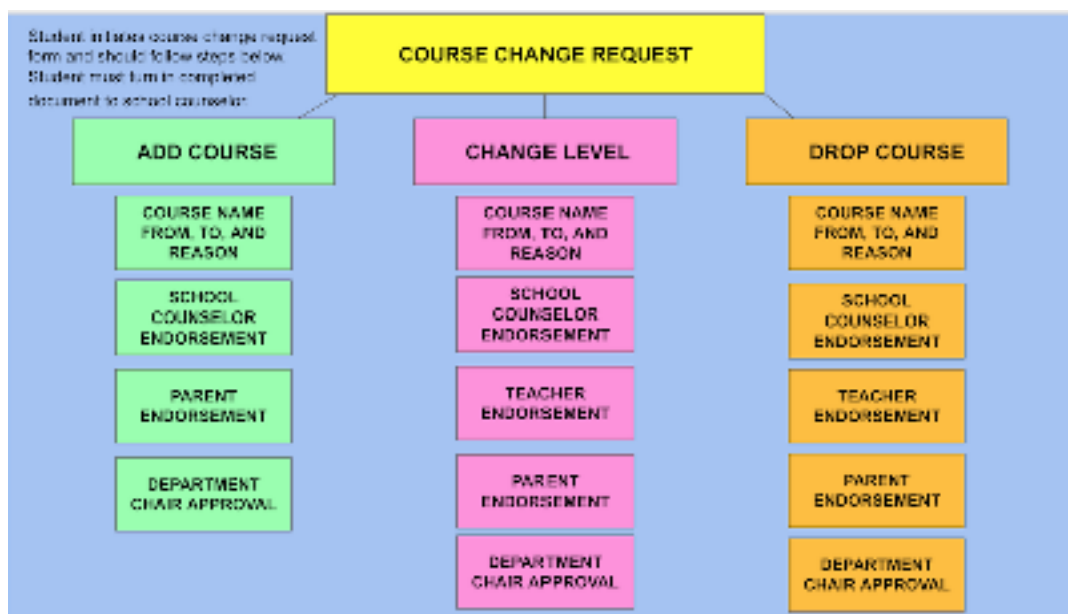 Student initiates course change request
form and should follow steps below.
Student must turn in completed
document to school counselor.
COURSE CHANGE REQUEST
ADD COURSE
COURSE NAME
FROM, TO, AND
REASON
SCHOOL
COUNSELOR
ENDORSEMENT
PARENT
ENDORSEMENT
DEPARTMENT
CHAIR APPROVAL
CHANGE LEVEL
COURSE NAME
FROM, TO, AND
REASON
SCHOOL
COUNSELOR
ENDORSEMENT
TEACHER
ENDORSEMENT
PARENT
ENDORSEMENT
DEPARTMENT
CHAIR APPROVAL
DROP COURSE
COURSE NAME
FROM, TO, AND
REASON
SCHOOL
COUNSELOR
ENDORSEMENT
TEACHER
ENDORSEMENT
PARENT
ENDORSEMENT
DEPARTMENT
CHAIR APPROVAL